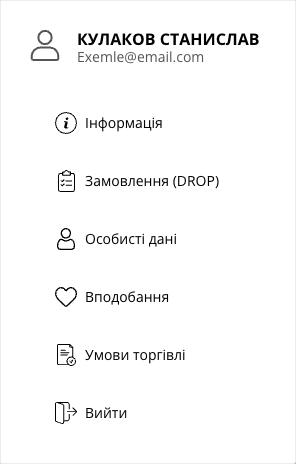 КУЛАКОВ СТАНИСЛАВ
Exemle@email.com
Інформація
Замовлення (DROP)
Особисті дані
Вподобання
Умови торгівлі
Вийти